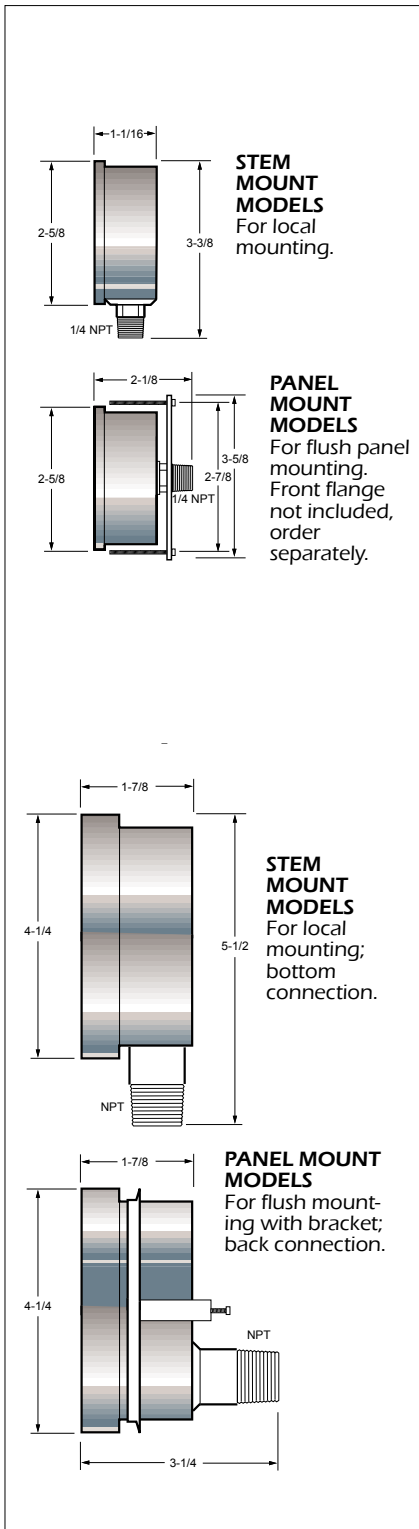 1-1/16
2-5/8
3-3/8
1/4 NPT
STEM
MOUNT
MODELS
For local
mounting.
2-1/8
2-5/8
3-5/8
2-7/8
1/4 NPT
PANEL
MOUNT
MODELS
For flush panel
mounting.
Front flange
not included,
order
separately.
1-7/8
4-1/4
5-1/2
NPT
STEM
MOUNT
MODELS
For local
mounting;
bottom
connection.
1-7/8
4-1/4
NPT
3-1/4
PANEL MOUNT
MODELS
For flush mount-
ing with bracket;
back connection.